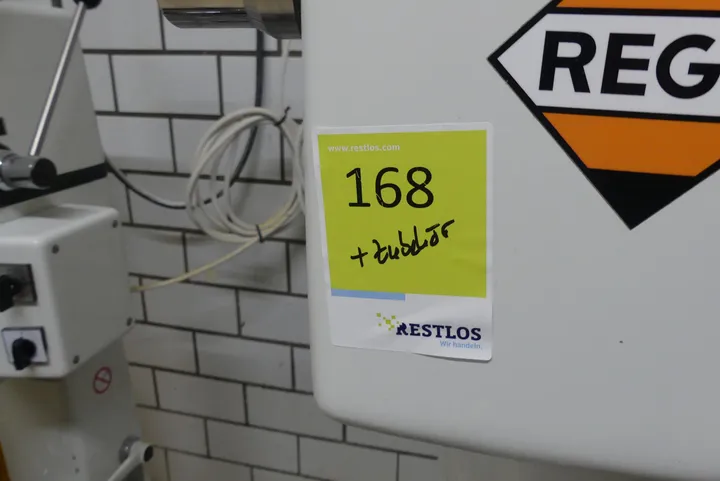 REG
www.restlos.com
168
+ Zubehör
RESTLOS
Wir handeln.